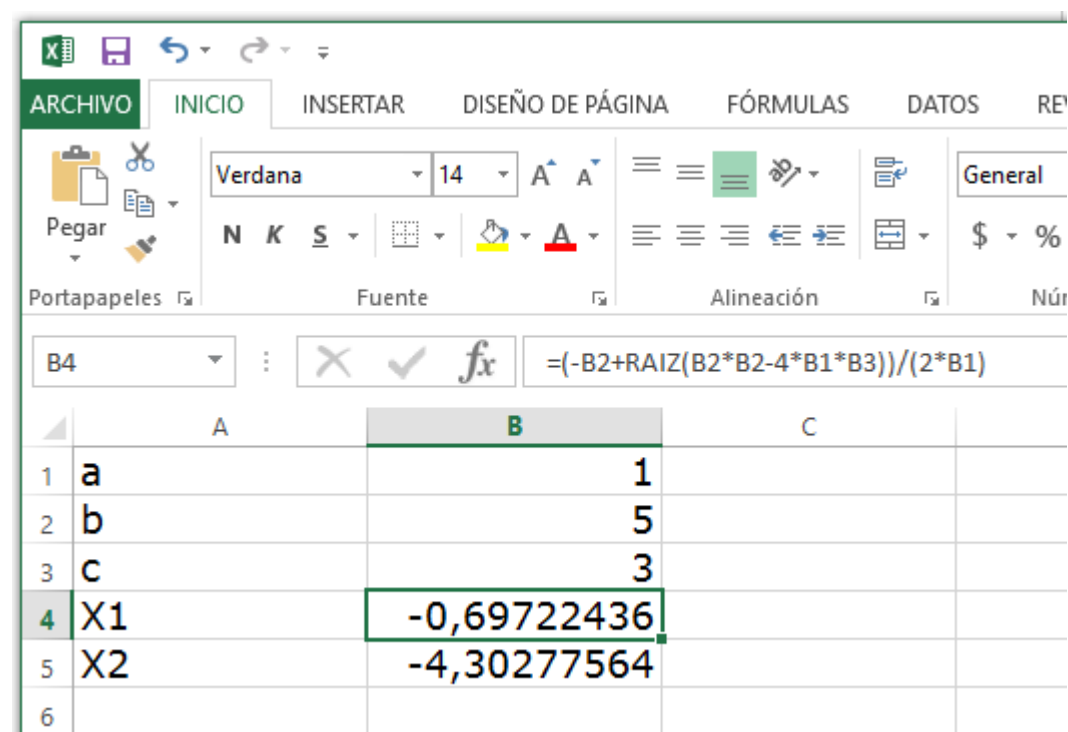 ARCHIVO INICIO INSERTAR DISEÑO DE PÁGINA FÓRMULAS DATOS
Verdana 14 General
Pegar N K S A $ %
Portapapeles Fuente Alineación
B4 fx =(-B2+RAIZ(B2*B2-4*B1*B3))/(2*B1)
A B C
1 a 1
2 b 5
3 c 3
4 X1 -0,69722436
5 X2 -4,30277564
6